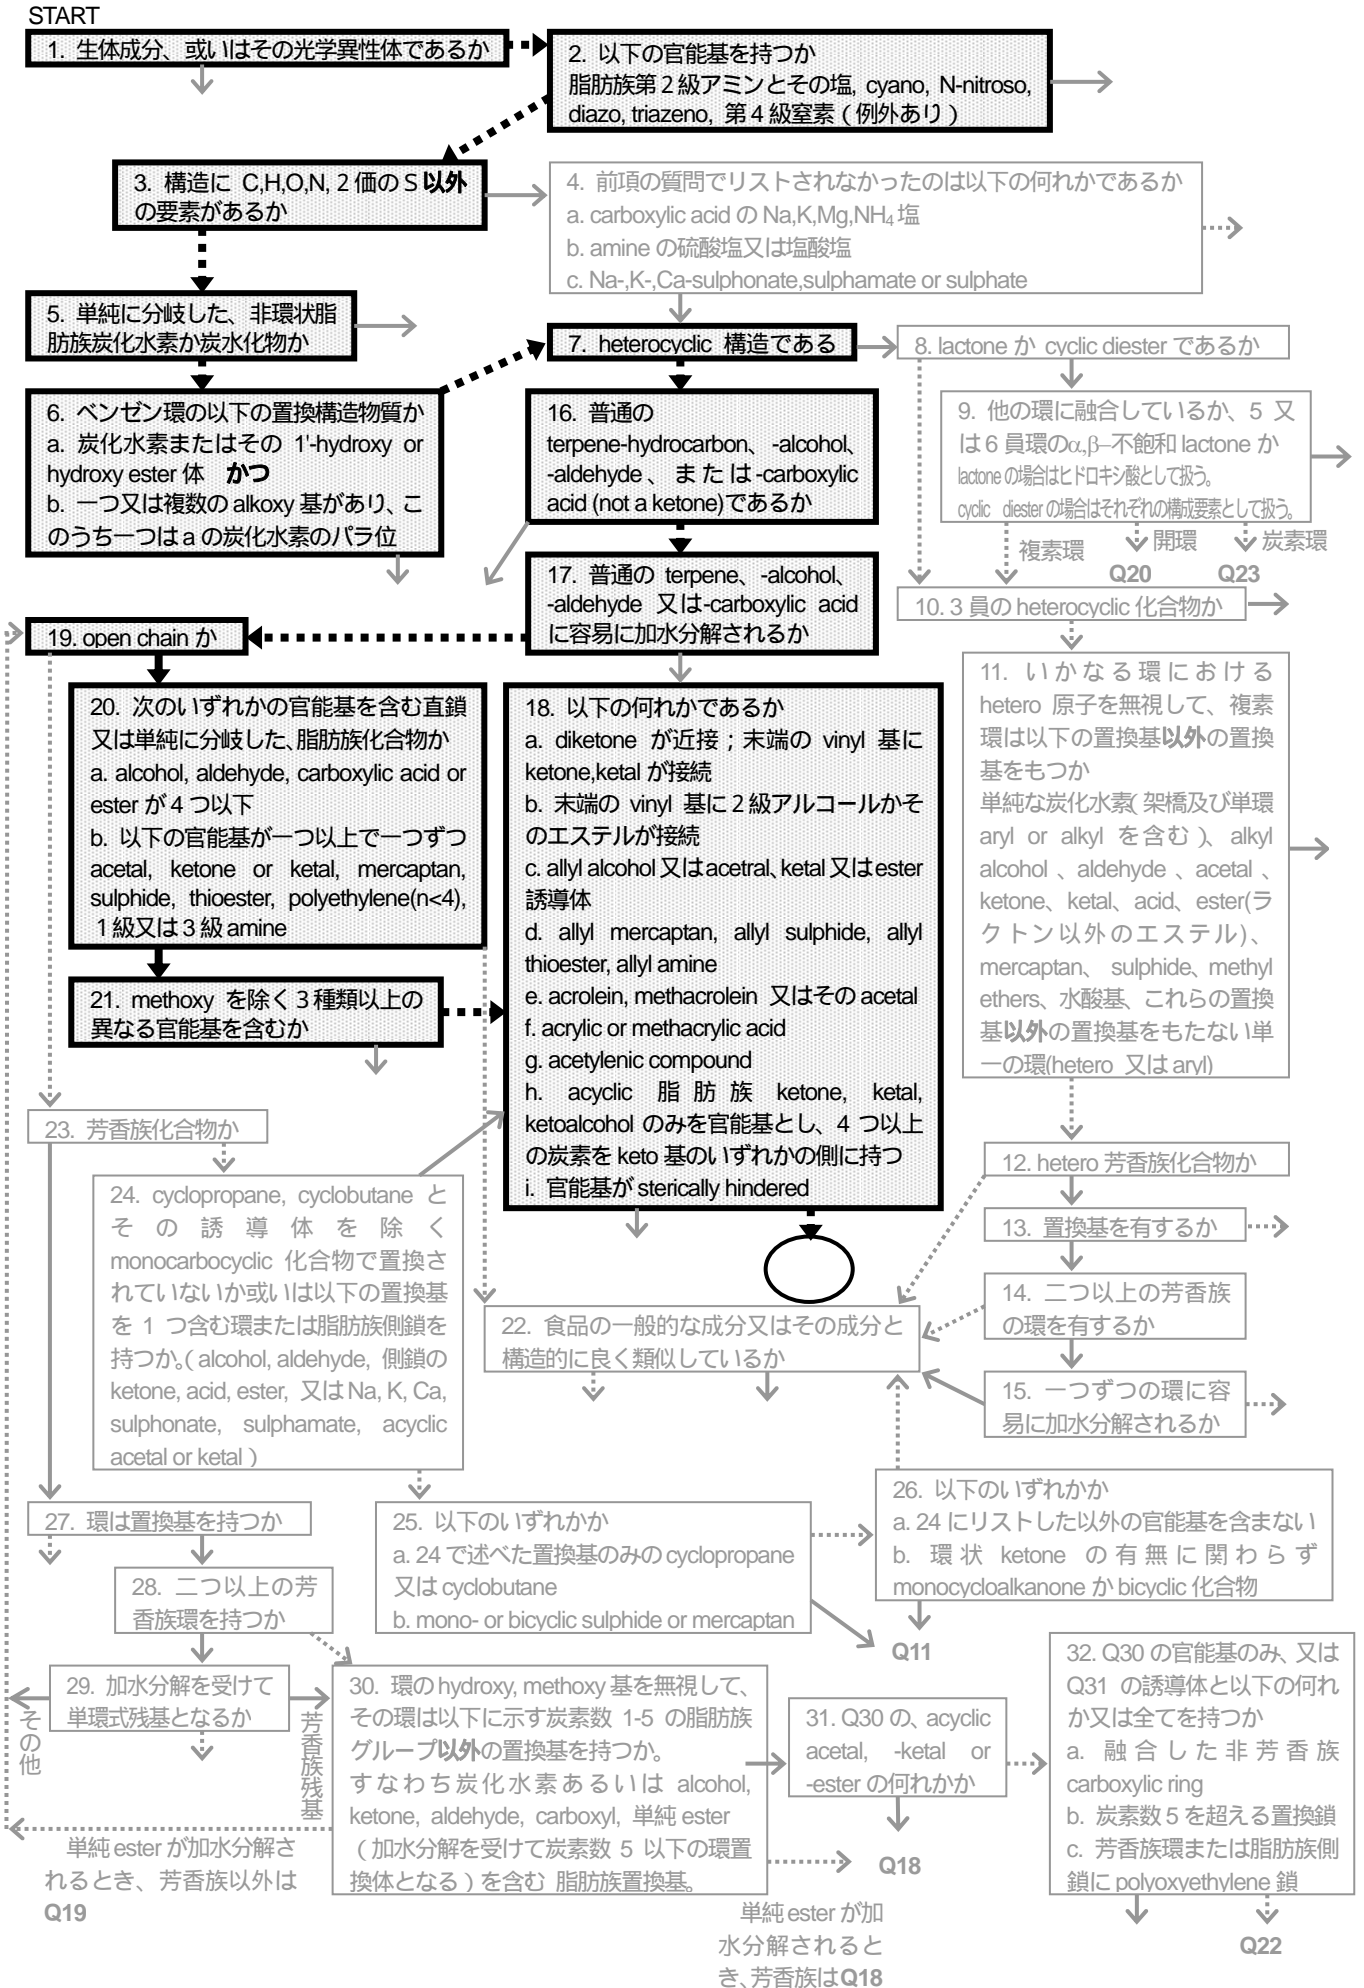 START
1. 生体成分、或いはその光学異性体であるか
2. 以下の官能基を持つか
脂肪族第2級アミンとその塩, cyano, N-nitroso,
diazo, triazeno, 第4級窒素（例外あり）
3. 構造に C,H,O,N, 2価のS以外
の要素があるか
4. 前項の質問でリストされなかったのは以下の何れかであるか
a. carboxylic acid の Na,K,Mg,NH₄塩
b. amine の硫酸塩又は塩酸塩
c. Na-,K-,Ca-sulphonate,sulphamate or sulphate
5. 単純に分岐した、非環状脂
肪族炭化水素か炭水化物か
6. ベンゼン環の以下の置換構造物質か
a. 炭化水素またはその 1'-hydroxy or
hydroxy ester 体 かつ
b. 一つ又は複数の alkoxy 基があり、こ
のうち一つは a の炭化水素のパラ位
7. heterocyclic 構造である
8. lactone か cyclic diester であるか
9. 他の環に融合しているか、5 又
は 6 員環のα,β–不飽和 lactone か
lactoneの場合はヒドロキシ酸として扱う。
cyclic diesterの場合はそれぞれの構成要素として扱う。
複素環
開環
炭素環
Q20
Q23
10. 3 員の heterocyclic 化合物か
11. いかなる環における
hetero 原子を無視して、複素
環は以下の置換基以外の置換
基をもつか
単純な炭化水素(架橋及び単環
aryl or alkyl を含む)、alkyl
alcohol、aldehyde、acetal、
ketone、ketal、acid、ester(ラ
クトン以外のエステル)、
mercaptan、 sulphide、methyl
ethers、水酸基、これらの置換
基以外の置換基をもたない単
一の環(hetero 又は aryl)
12. hetero 芳香族化合物か
13. 置換基を有するか
14. 二つ以上の芳香族
の環を有するか
15. 一つずつの環に容
易に加水分解されるか
16. 普通の
terpene-hydrocarbon、-alcohol、
-aldehyde、または-carboxylic
acid (not a ketone)であるか
17. 普通の terpene、-alcohol、
-aldehyde 又は-carboxylic acid
に容易に加水分解されるか
18. 以下の何れかであるか
a. diketone が近接；末端の vinyl 基に
ketone,ketal が接続
b. 末端の vinyl 基に2級アルコールかそ
のエステルが接続
c. allyl alcohol 又はacetral、ketal 又はester
誘導体
d. allyl mercaptan, allyl sulphide, allyl
thioester, allyl amine
e. acrolein, methacrolein 又はその acetal
f. acrylic or methacrylic acid
g. acetylenic compound
h. acyclic 脂肪族 ketone, ketal,
ketoalcohol のみを官能基とし、4 つ以上
の炭素を keto 基のいずれかの側に持つ
i. 官能基が sterically hindered
19. open chain か
20. 次のいずれかの官能基を含む直鎖
又は単純に分岐した、脂肪族化合物か
a. alcohol, aldehyde, carboxylic acid or
ester が 4 つ以下
b. 以下の官能基が一つ以上で一つずつ
acetal, ketone or ketal, mercaptan,
sulphide, thioester, polyethylene(n<4),
1級又は3級 amine
21. methoxy を除く3種類以上の
異なる官能基を含むか
22. 食品の一般的な成分又はその成分と
構造的に良く類似しているか
23. 芳香族化合物か
24. cyclopropane, cyclobutane と
その誘導体を除く
monocarbocyclic 化合物で置換さ
れていないか或いは以下の置換基
を 1 つ含む環または脂肪族側鎖を
持つか。(alcohol, aldehyde, 側鎖の
ketone, acid, ester, 又は Na, K, Ca,
sulphonate, sulphamate, acyclic
acetal or ketal )
25. 以下のいずれかか
a. 24 で述べた置換基のみの cyclopropane
又は cyclobutane
b. mono- or bicyclic sulphide or mercaptan
26. 以下のいずれかか
a. 24 にリストした以外の官能基を含まない
b. 環状 ketone の有無に関わらず
monocycloalkanone か bicyclic 化合物
Q11
27. 環は置換基を持つか
28. 二つ以上の芳
香族環を持つか
29. 加水分解を受けて
単環式残基となるか
その他
芳香族残基
30. 環の hydroxy, methoxy 基を無視して、
その環は以下に示す炭素数 1-5 の脂肪族
グループ以外の置換基を持つか。
すなわち炭化水素あるいは alcohol,
ketone, aldehyde, carboxyl, 単純 ester
（加水分解を受けて炭素数 5 以下の環置
換体となる）を含む 脂肪族置換基。
31. Q30 の、acyclic
acetal, -ketal or
-ester の何れかか
Q18
32. Q30 の官能基のみ、又は
Q31 の誘導体と以下の何れ
か又は全てを持つか
a. 融合した非芳香族
carboxylic ring
b. 炭素数 5 を超える置換鎖
c. 芳香族環または脂肪族側
鎖に polyoxyethylene 鎖
Q22
単純 ester が加水分解さ
れるとき、芳香族以外は
Q19
単純 ester が加
水分解されると
き、芳香族はQ18